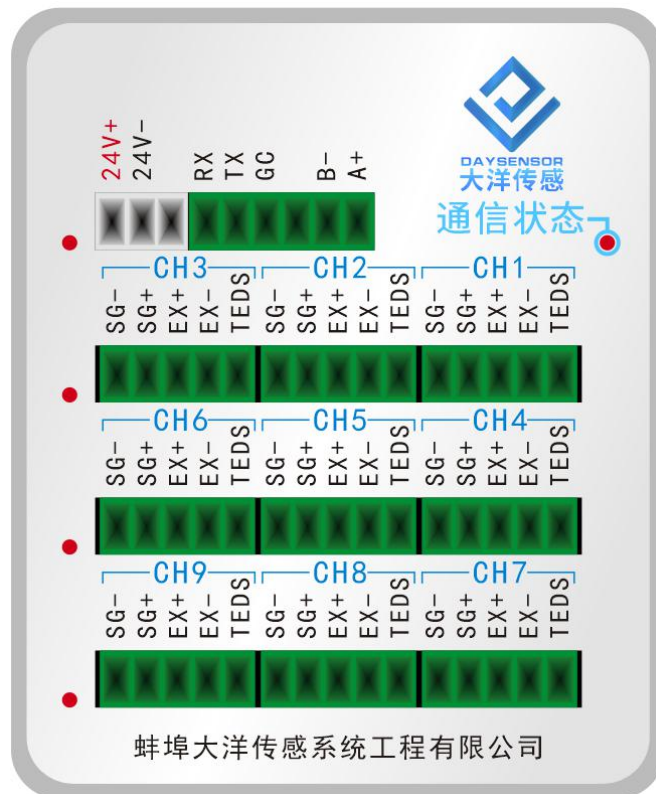 24V+ 24V- RX TX GC B- A+
DAYSENSOR
大洋传感
通信状态
CH3 CH2 CH1
SG- SG+ EX+ EX- TEDS SG- SG+ EX+ EX- TEDS SG- SG+ EX+ EX- TEDS
CH6 CH5 CH4
SG- SG+ EX+ EX- TEDS SG- SG+ EX+ EX- TEDS SG- SG+ EX+ EX- TEDS
CH9 CH8 CH7
SG- SG+ EX+ EX- TEDS SG- SG+ EX+ EX- TEDS SG- SG+ EX+ EX- TEDS
蚌埠大洋传感系统工程有限公司